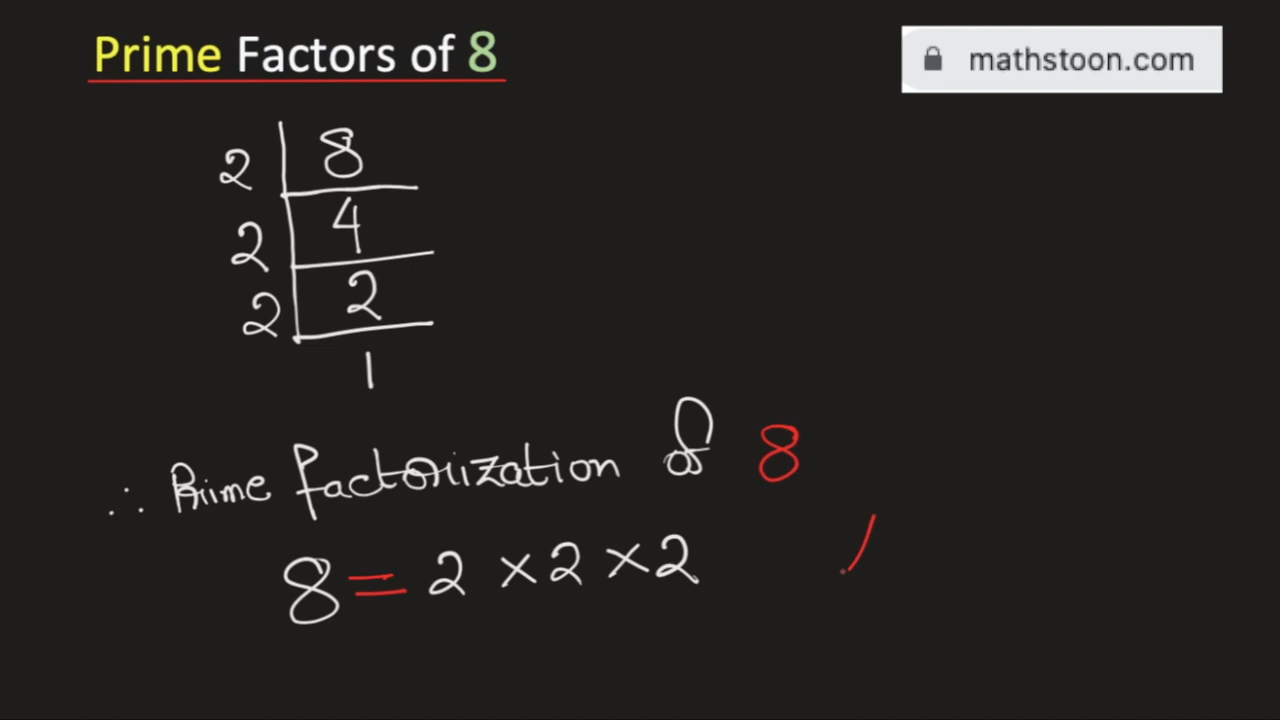 Prime Factors of 8
mathstoon.com
2 | 8
2 | 4
2 | 2
1
∴ Prime factorization of 8
8 = 2 × 2 × 2